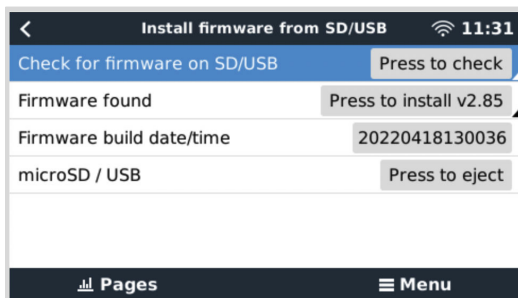 Install firmware from SD/USB 11:31
Check for firmware on SD/USB Press to check
Firmware found Press to install v2.85
Firmware build date/time 20220418130036
microSD / USB Press to eject
Pages Menu